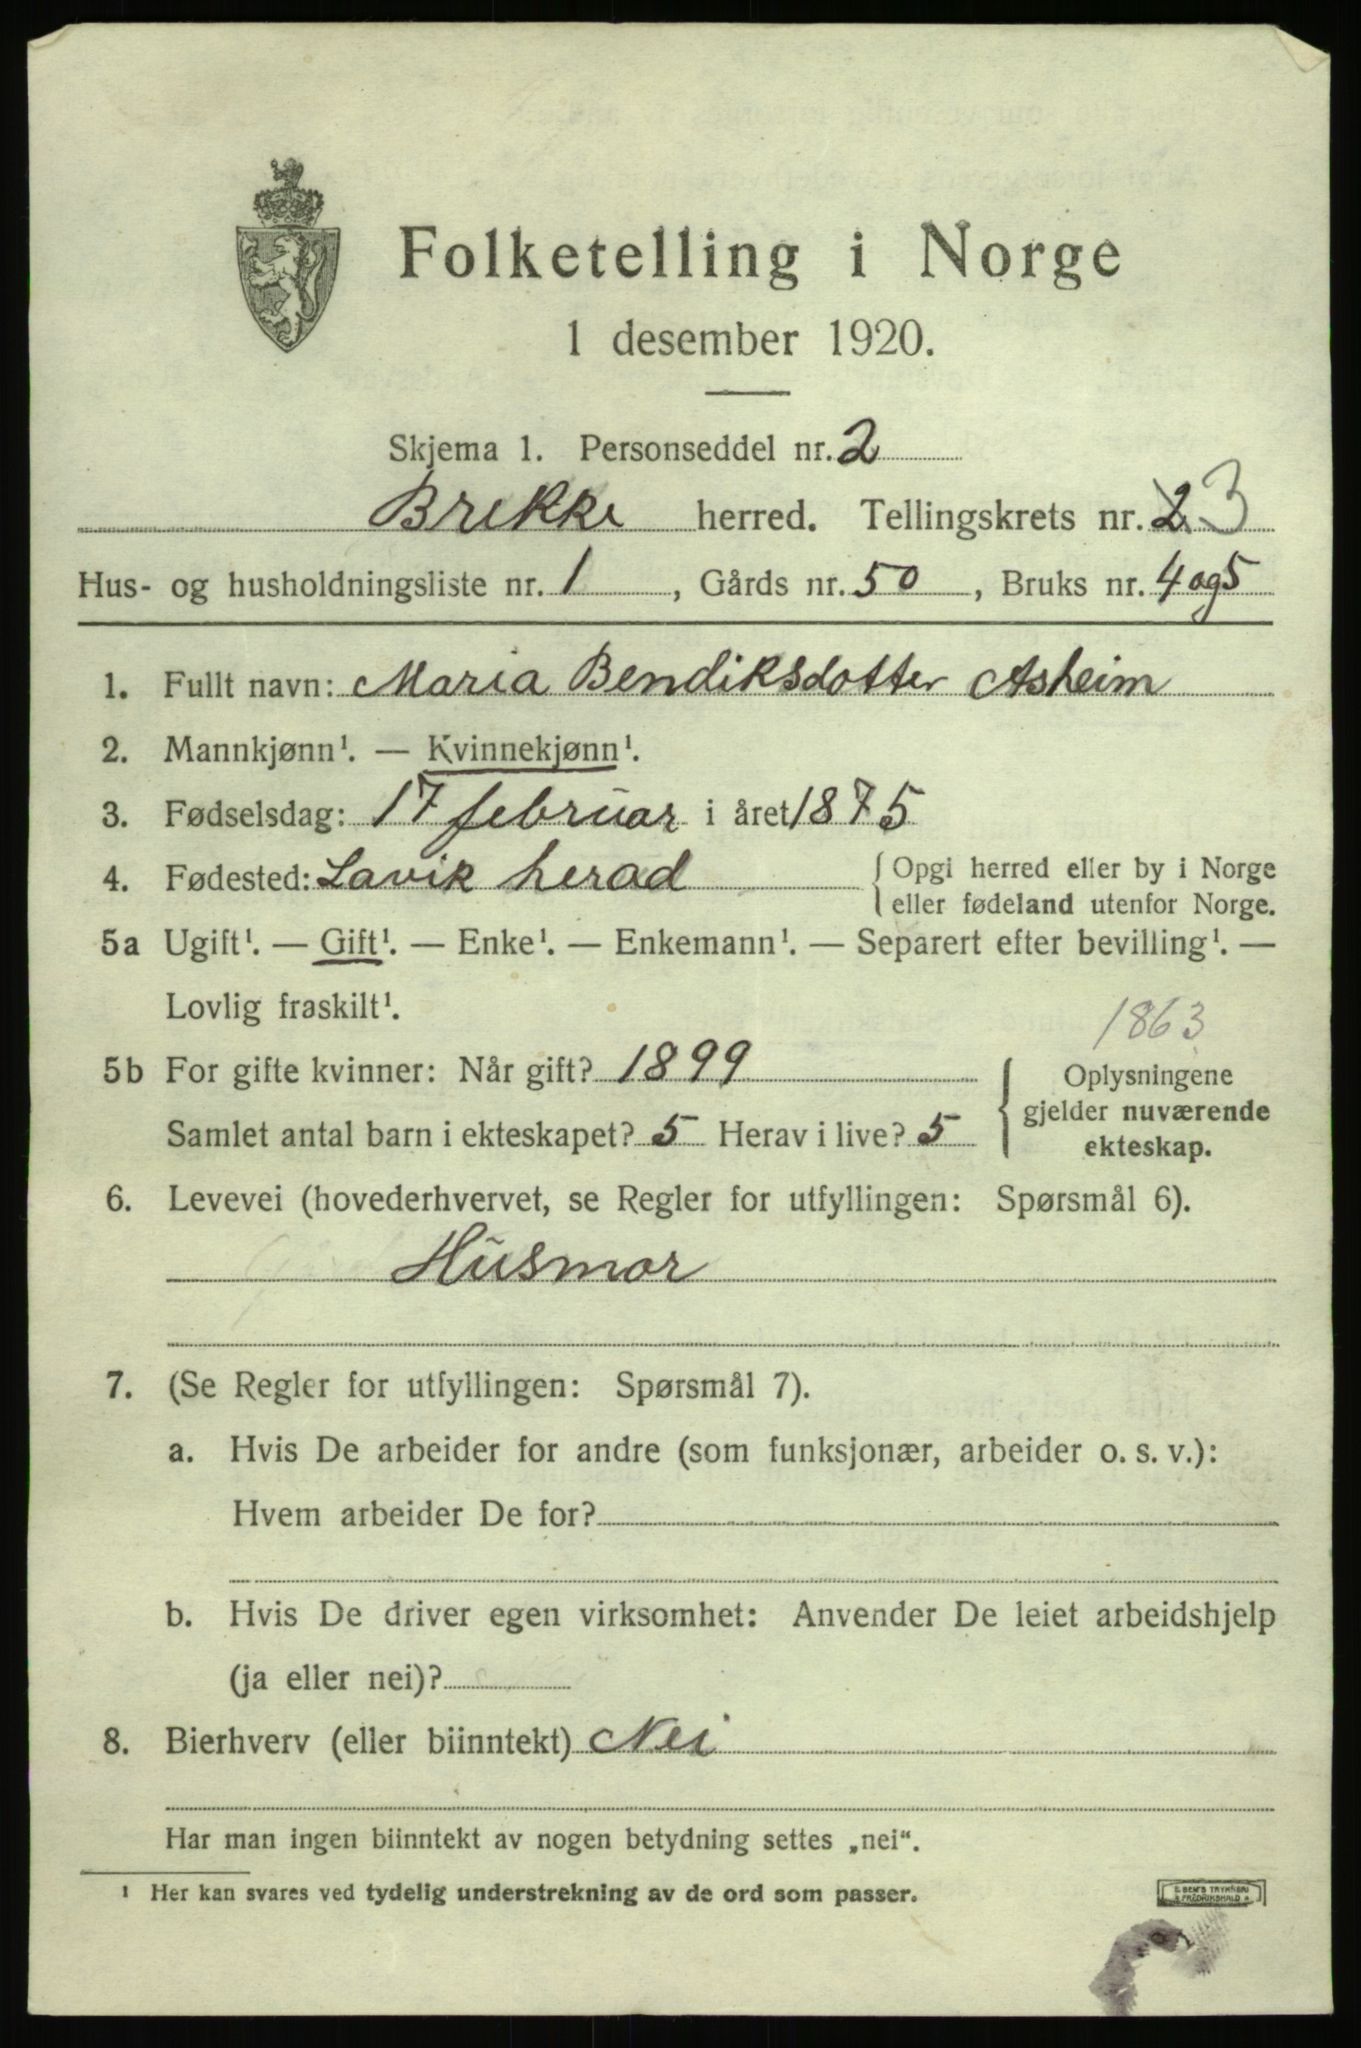 Folketelling i Norge
1 desember 1920.
Skjema 1. Personseddel nr. 2
Brekke herred. Tellingskrets nr. 2 3
Hus- og husholdningsliste nr. 1, Gårds nr. 50, Bruks nr. 4 og 5
1. Fullt navn: Maria Bendiksdotter Asheim
2. Mannkjønn¹. — Kvinnekjønn¹.
3. Fødselsdag: 17 februar i året 1875
4. Fødested: Lavik herad { Opgi herred eller by i Norge
eller fødeland utenfor Norge.
5a Ugift¹. — Gift¹. — Enke¹. — Enkemann¹. — Separert efter bevilling¹. —
Lovlig fraskilt¹.
1863
5b For gifte kvinner: Når gift? 1899
Oplysningene
gjelder nuværende
Samlet antal barn i ekteskapet? 5 Herav i live? 5
ekteskap.
6. Levevei (hovederhvervet, se Regler for utfyllingen: Spørsmål 6).
Husmor
7. (Se Regler for utfyllingen: Spørsmål 7).
a. Hvis De arbeider for andre (som funksjonær, arbeider o. s. v.):
Hvem arbeider De for?
b. Hvis De driver egen virksomhet: Anvender De leiet arbeidshjelp
(ja eller nei)?
8. Bierhverv (eller biinntekt) Nei
Har man ingen biinntekt av nogen betydning settes „nei“.
¹ Her kan svares ved tydelig understrekning av de ord som passer.